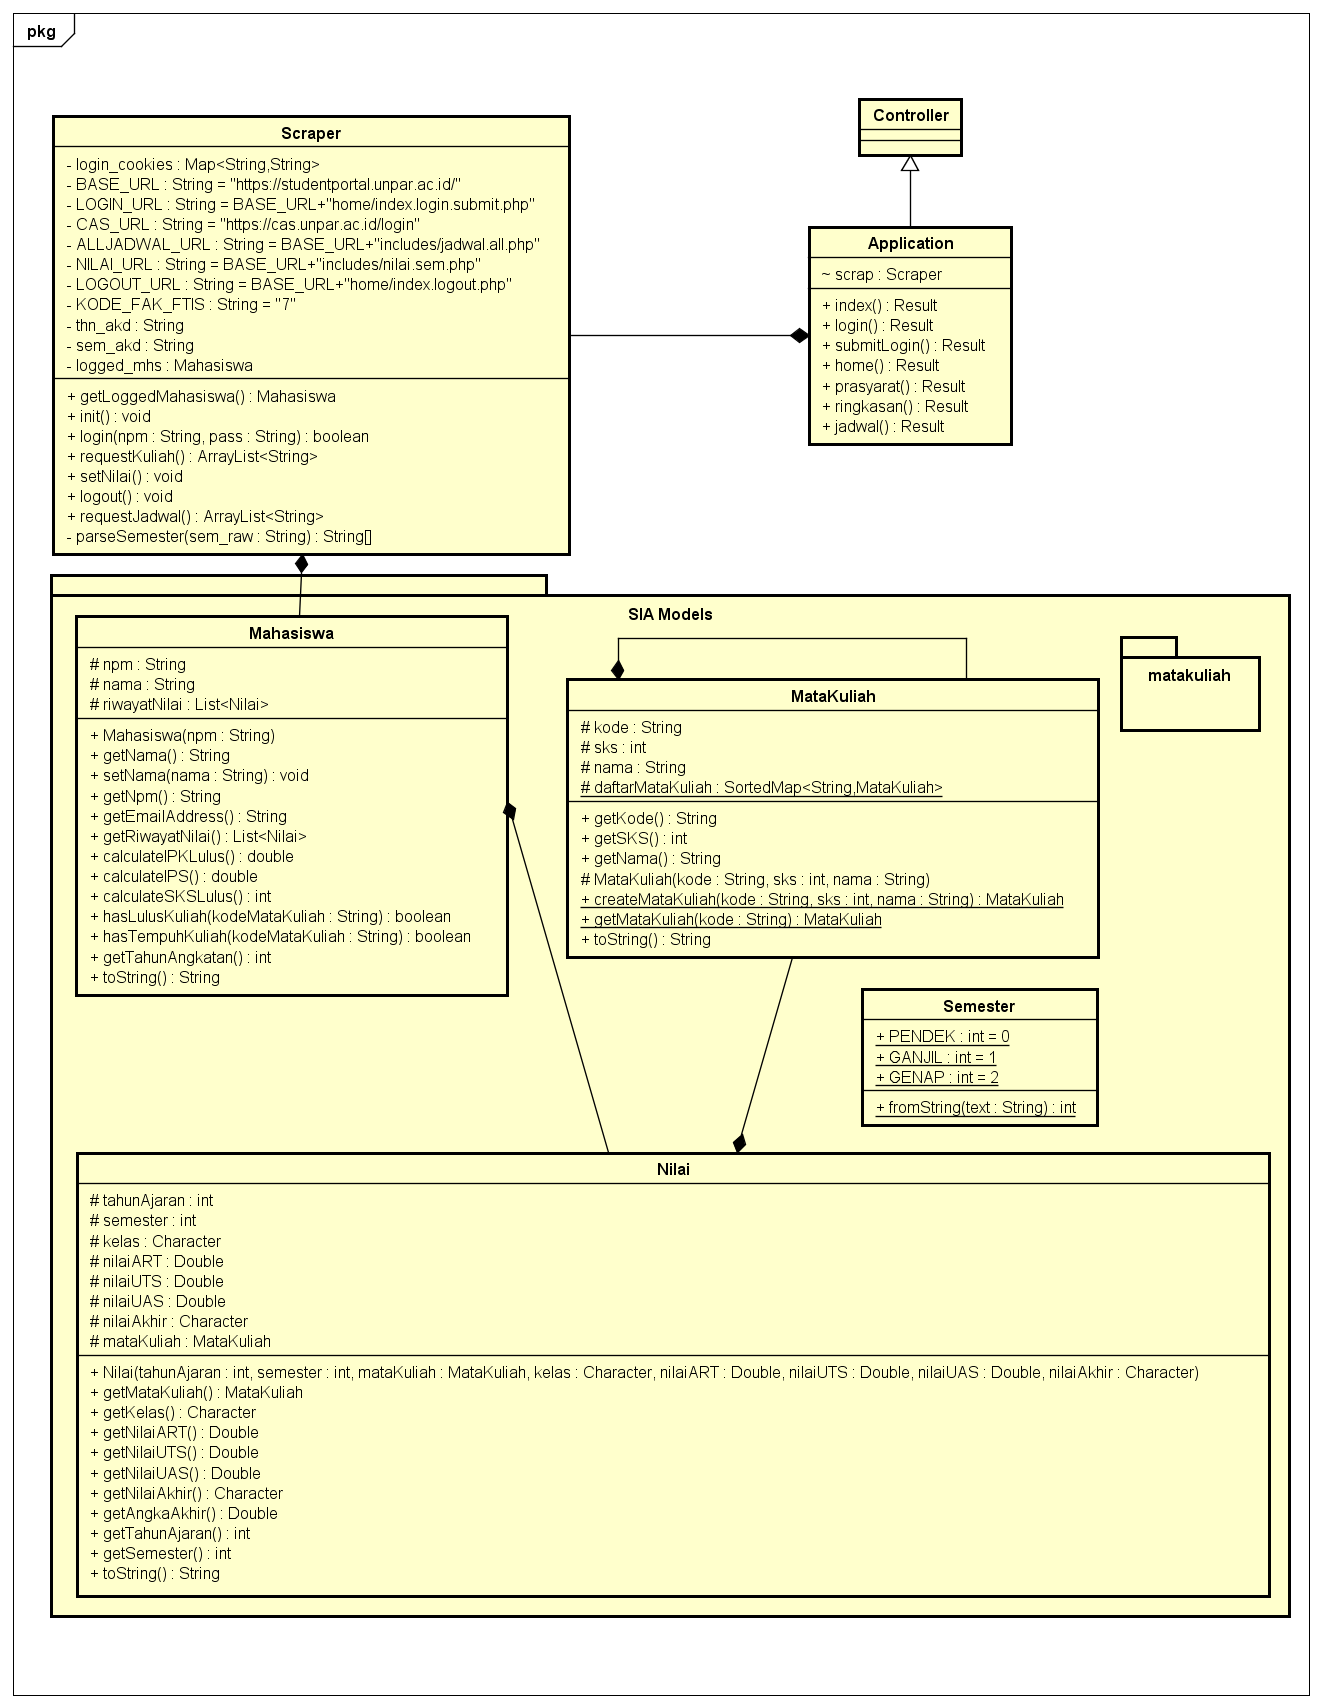 pkg
Scraper
- login_cookies : Map<String,String>
- BASE_URL : String = "https://studentportal.unpar.ac.id/"
- LOGIN_URL : String = BASE_URL+"home/index.login.submit.php"
- CAS_URL : String = "https://cas.unpar.ac.id/login"
- ALLJADWAL_URL : String = BASE_URL+"includes/jadwal.all.php"
- NILAI_URL : String = BASE_URL+"includes/nilai.sem.php"
- LOGOUT_URL : String = BASE_URL+"home/index.logout.php"
- KODE_FAK_FTIS : String = "7"
- thn_akd : String
- sem_akd : String
- logged_mhs : Mahasiswa
+ getLoggedMahasiswa() : Mahasiswa
+ init() : void
+ login(npm : String, pass : String) : boolean
+ requestKuliah() : ArrayList<String>
+ setNilai() : void
+ logout() : void
+ requestJadwal() : ArrayList<String>
- parseSemester(sem_raw : String) : String[]
Controller
Application
~ scrap : Scraper
+ index() : Result
+ login() : Result
+ submitLogin() : Result
+ home() : Result
+ prasyarat() : Result
+ ringkasan() : Result
+ jadwal() : Result
SIA Models
Mahasiswa
# npm : String
# nama : String
# riwayatNilai : List<Nilai>
+ Mahasiswa(npm : String)
+ getNama() : String
+ setNama(nama : String) : void
+ getNpm() : String
+ getEmailAddress() : String
+ getRiwayatNilai() : List<Nilai>
+ calculateIPKLulus() : double
+ calculateIPS() : double
+ calculateSKSLulus() : int
+ hasLulusKuliah(kodeMataKuliah : String) : boolean
+ hasTempuhKuliah(kodeMataKuliah : String) : boolean
+ getTahunAngkatan() : int
+ toString() : String
MataKuliah
# kode : String
# sks : int
# nama : String
# daftarMataKuliah : SortedMap<String,MataKuliah>
+ getKode() : String
+ getSKS() : int
+ getNama() : String
# MataKuliah(kode : String, sks : int, nama : String)
+ createMataKuliah(kode : String, sks : int, nama : String) : MataKuliah
+ getMataKuliah(kode : String) : MataKuliah
+ toString() : String
matakuliah
Semester
+ PENDEK : int = 0
+ GANJIL : int = 1
+ GENAP : int = 2
+ fromString(text : String) : int
Nilai
# tahunAjaran : int
# semester : int
# kelas : Character
# nilaiART : Double
# nilaiUTS : Double
# nilaiUAS : Double
# nilaiAkhir : Character
# mataKuliah : MataKuliah
+ Nilai(tahunAjaran : int, semester : int, mataKuliah : MataKuliah, kelas : Character, nilaiART : Double, nilaiUTS : Double, nilaiUAS : Double, nilaiAkhir : Character)
+ getMataKuliah() : MataKuliah
+ getKelas() : Character
+ getNilaiART() : Double
+ getNilaiUTS() : Double
+ getNilaiUAS() : Double
+ getNilaiAkhir() : Character
+ getAngkaAkhir() : Double
+ getTahunAjaran() : int
+ getSemester() : int
+ toString() : String